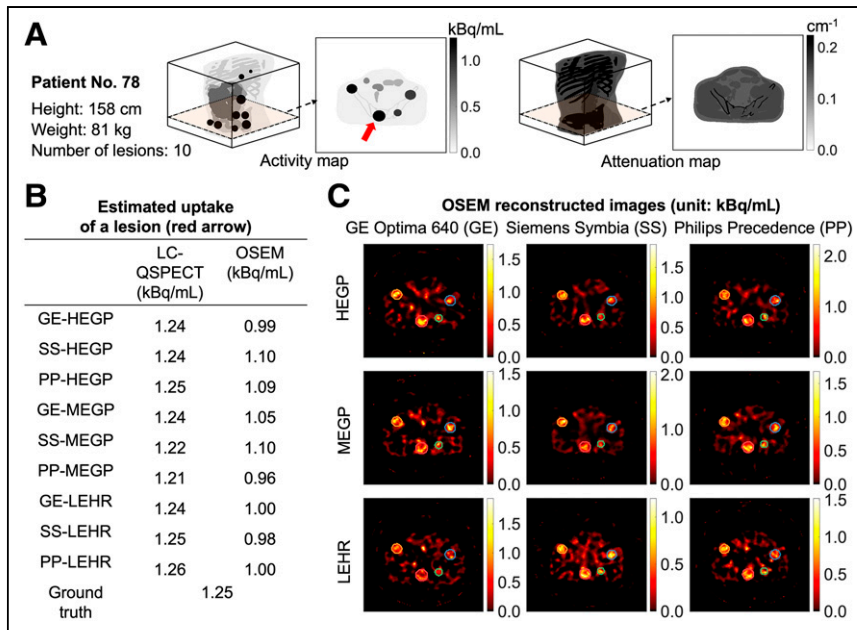 A
Patient No. 78
Height: 158 cm
Weight: 81 kg
Number of lesions: 10
kBq/mL
1.0
0.5
0.0
Activity map
cm-1
0.2
0.1
0.0
Attenuation map
B
Estimated uptake
of a lesion (red arrow)
LC-
QSPECT
(kBq/mL)
OSEM
(kBq/mL)
GE-HEGP 1.24 0.99
SS-HEGP 1.24 1.10
PP-HEGP 1.25 1.09
GE-MEGP 1.24 1.05
SS-MEGP 1.22 1.10
PP-MEGP 1.21 0.96
GE-LEHR 1.24 1.00
SS-LEHR 1.25 0.98
PP-LEHR 1.26 1.00
Ground
truth
1.25
C
OSEM reconstructed images (unit: kBq/mL)
GE Optima 640 (GE) Siemens Symbia (SS) Philips Precedence (PP)
HEGP
1.5
1.0
0.5
0.0
1.5
1.0
0.5
0.0
2.0
1.0
0.0
MEGP
1.5
1.0
0.5
0.0
2.0
1.0
0.0
1.5
1.0
0.5
0.0
LEHR
1.5
1.0
0.5
0.0
1.0
0.5
0.0
1.5
1.0
0.5
0.0